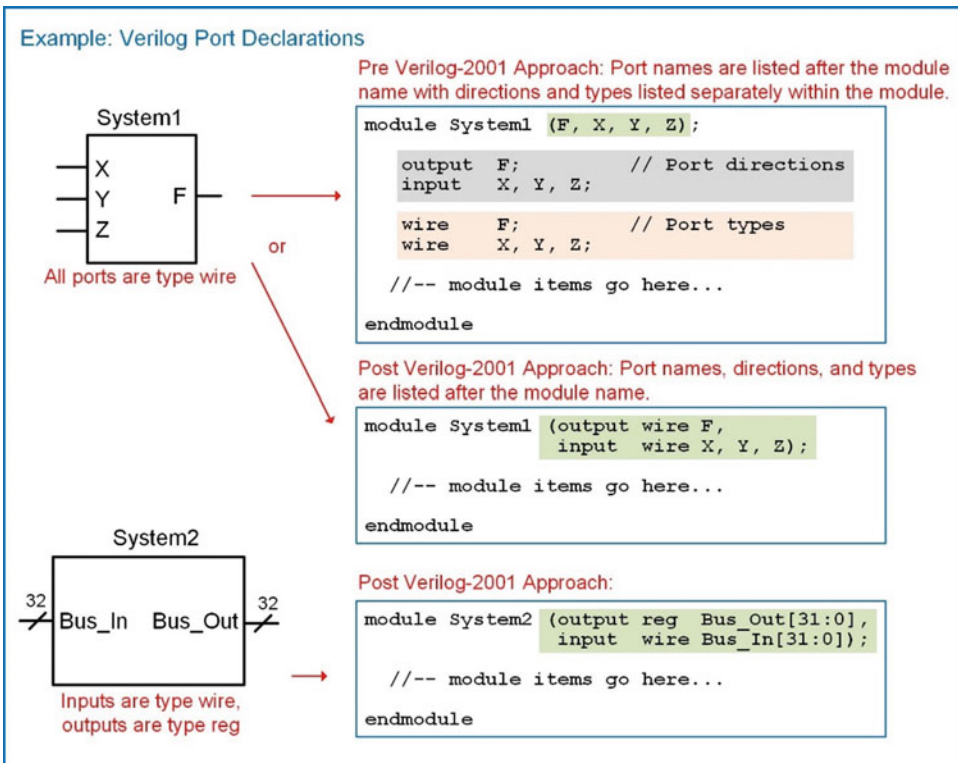 Example: Verilog Port Declarations
Pre Verilog-2001 Approach: Port names are listed after the module
name with directions and types listed separately within the module.
System1
X
Y
Z
F
All ports are type wire
or
module System1 (F, X, Y, Z);
output F; // Port directions
input X, Y, Z;
wire F; // Port types
wire X, Y, Z;
//-- module items go here...
endmodule
Post Verilog-2001 Approach: Port names, directions, and types
are listed after the module name.
module System1 (output wire F,
input wire X, Y, Z);
//-- module items go here...
endmodule
System2
32
Bus_In
Bus_Out
32
Inputs are type wire,
outputs are type reg
Post Verilog-2001 Approach:
module System2 (output reg Bus_Out[31:0],
input wire Bus_In[31:0]);
//-- module items go here...
endmodule